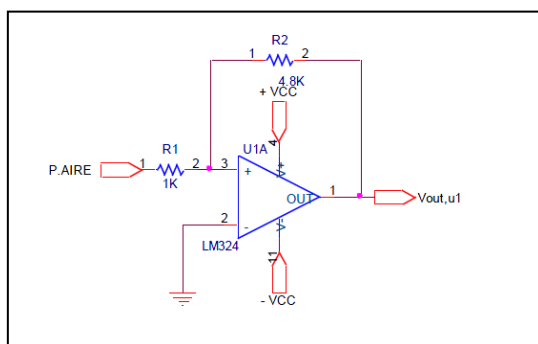 R2
1 2
4.8K
+ VCC
4
R1
U1A
V+
P.AIRE
1 2
3
+
1K
OUT
1
Vout,u1
2
-
LM324
V-
11
- VCC